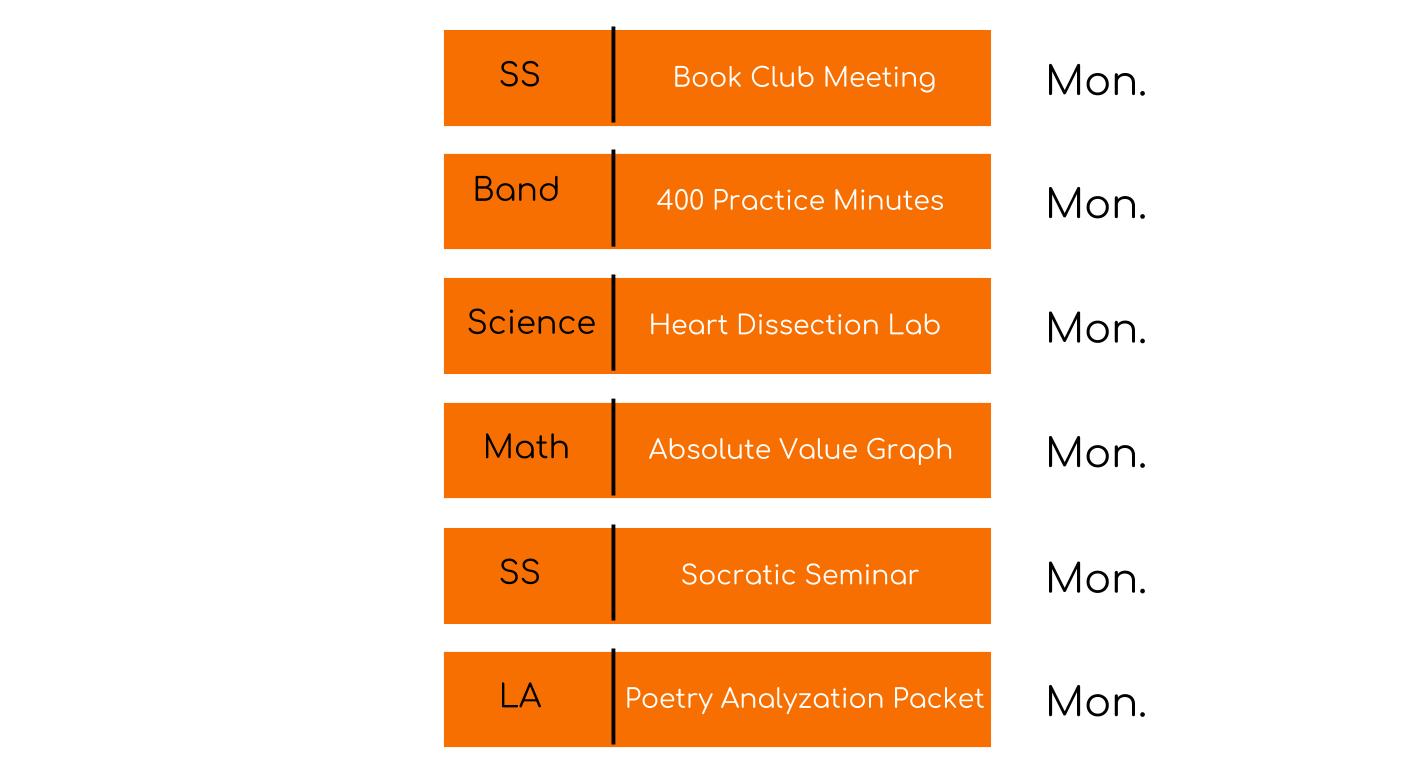 SS Book Club Meeting Mon.
Band 400 Practice Minutes Mon.
Science Heart Dissection Lab Mon.
Math Absolute Value Graph Mon.
SS Socratic Seminar Mon.
LA Poetry Analyzation Packet Mon.